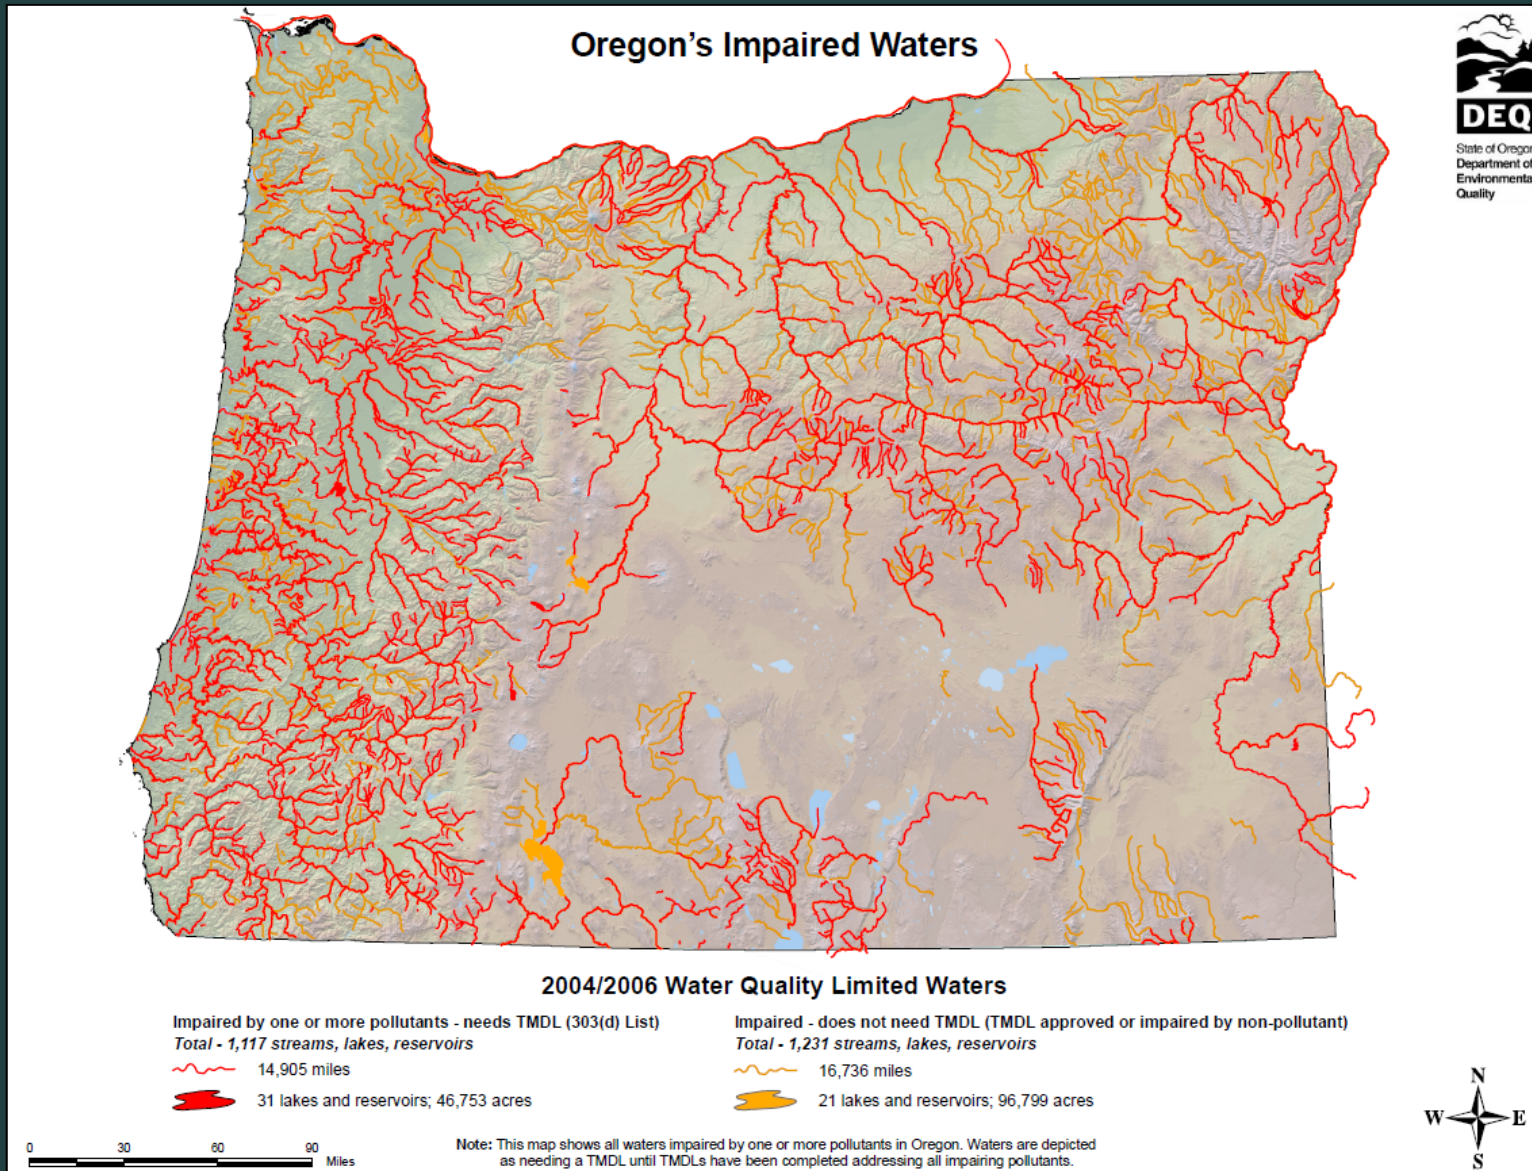 Oregon's Impaired Waters
DEQ
State of Oregon
Department of
Environmental
Quality
2004/2006 Water Quality Limited Waters
Impaired by one or more pollutants - needs TMDL (303(d) List)
Total - 1,117 streams, lakes, reservoirs
14,905 miles
31 lakes and reservoirs; 46,753 acres
Impaired - does not need TMDL (TMDL approved or impaired by non-pollutant)
Total - 1,231 streams, lakes, reservoirs
16,736 miles
21 lakes and reservoirs; 96,799 acres
0 30 60 90
Miles
Note: This map shows all waters impaired by one or more pollutants in Oregon. Waters are depicted
as needing a TMDL until TMDLs have been completed addressing all impairing pollutants.
N
W E
S